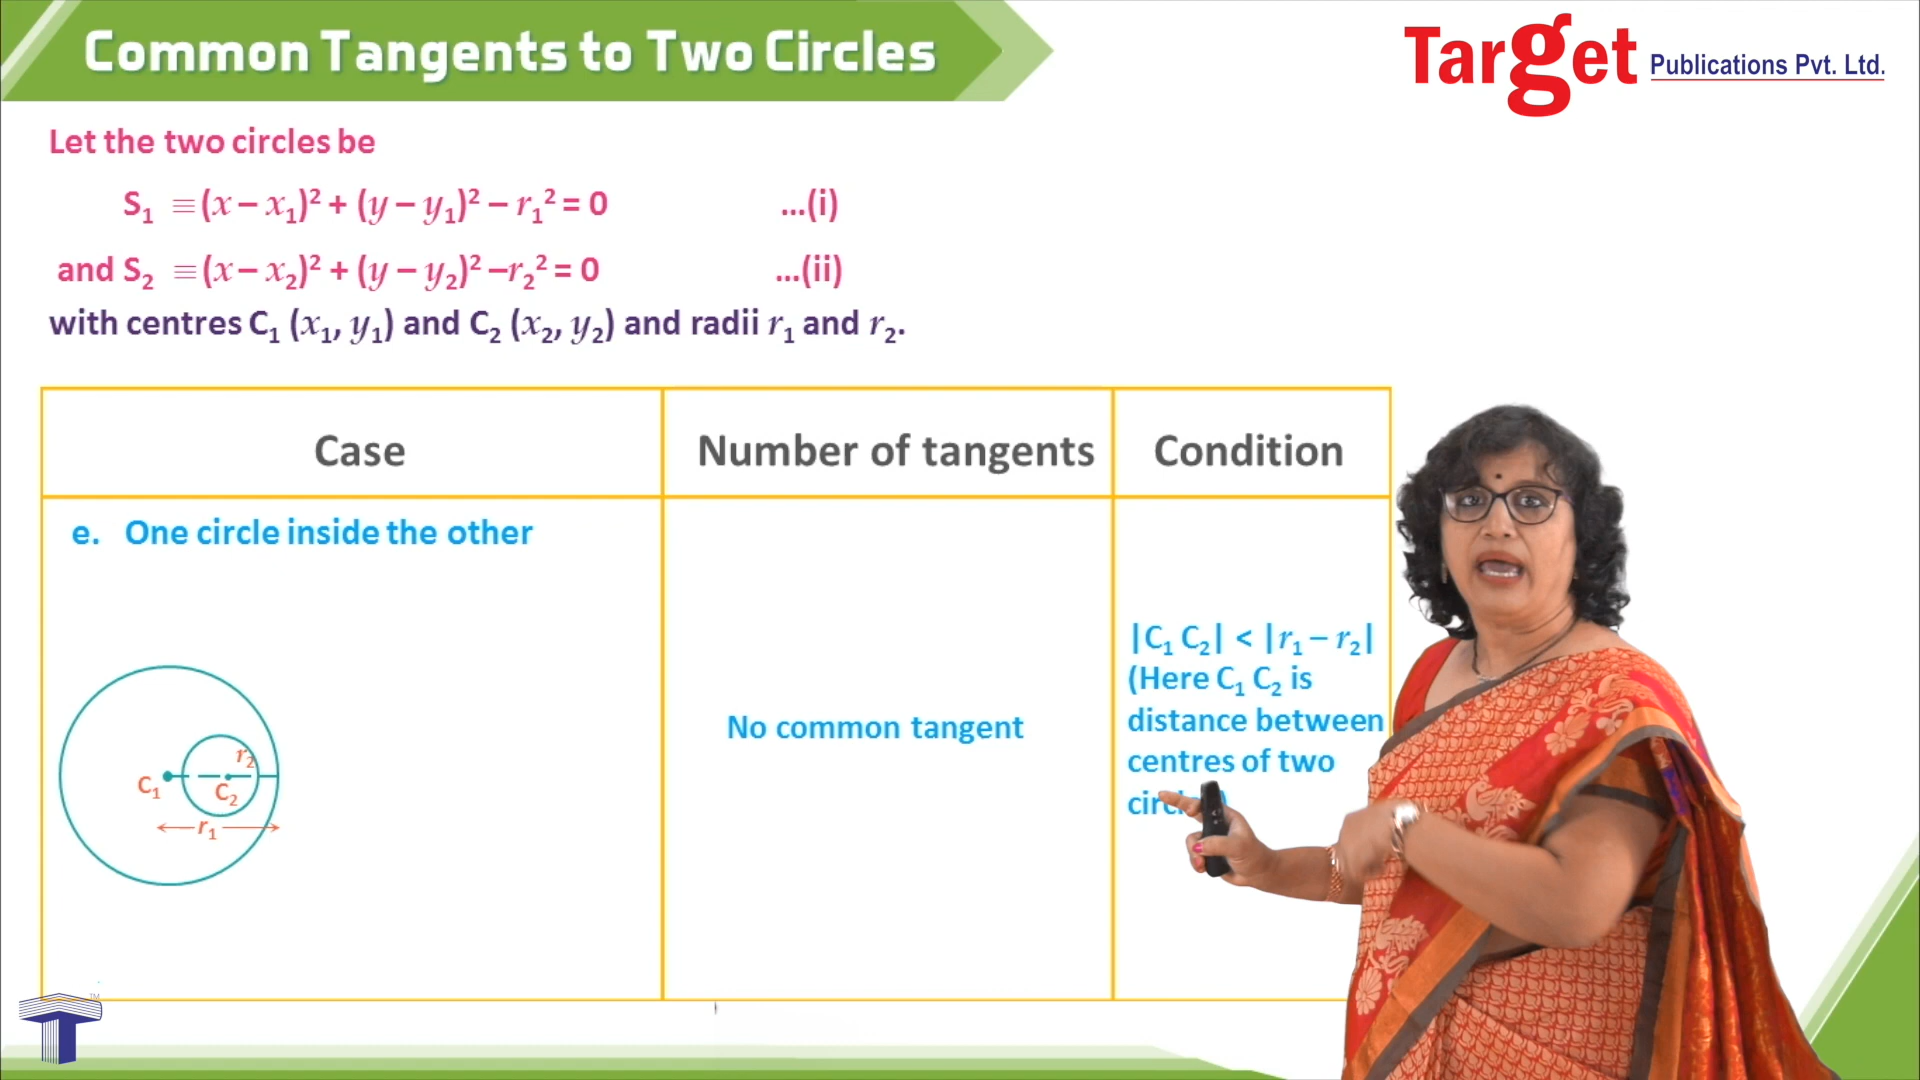 Common Tangents to Two Circles
Target Publications Pvt. Ltd.
Let the two circles be
S₁ ≡ (x – x₁)² + (y – y₁)² – r₁² = 0 ...(i)
and S₂ ≡ (x – x₂)² + (y – y₂)² – r₂² = 0 ...(ii)
with centres C₁ (x₁, y₁) and C₂ (x₂, y₂) and radii r₁ and r₂.
Case Number of tangents Condition
e. One circle inside the other
|C₁ C₂| < |r₁ – r₂|
(Here C₁ C₂ is
distance between
centres of two
No common tangent
r₂
C₁
C₂
r₁
T
TM